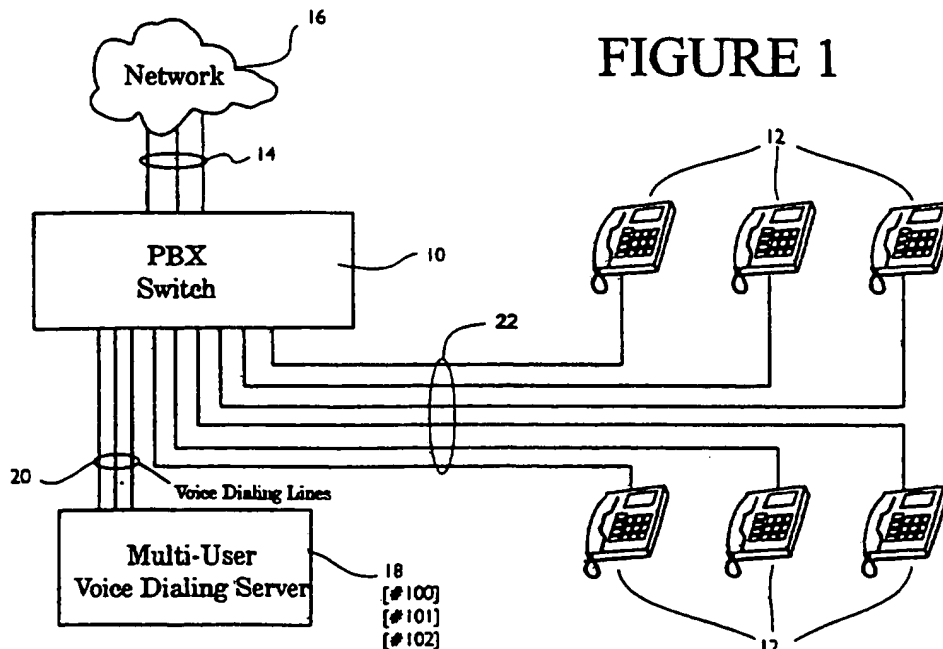 FIGURE 1
16
Network
14
12
PBX
Switch
10
22
20
Voice Dialing Lines
Multi-User
Voice Dialing Server
18
[#100]
[#101]
[#102]
12